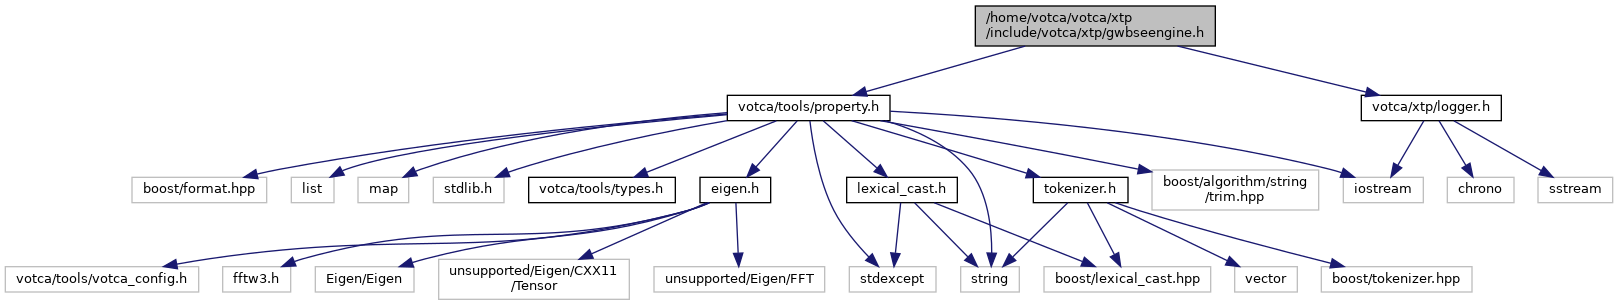 /home/votca/votca/xtp
/include/votca/xtp/gwbseengine.h
votca/tools/property.h
votca/xtp/logger.h
boost/format.hpp
list
map
stdlib.h
votca/tools/types.h
eigen.h
lexical_cast.h
tokenizer.h
boost/algorithm/string
/trim.hpp
iostream
chrono
sstream
votca/tools/votca_config.h
fftw3.h
Eigen/Eigen
unsupported/Eigen/CXX11
/Tensor
unsupported/Eigen/FFT
stdexcept
string
boost/lexical_cast.hpp
vector
boost/tokenizer.hpp